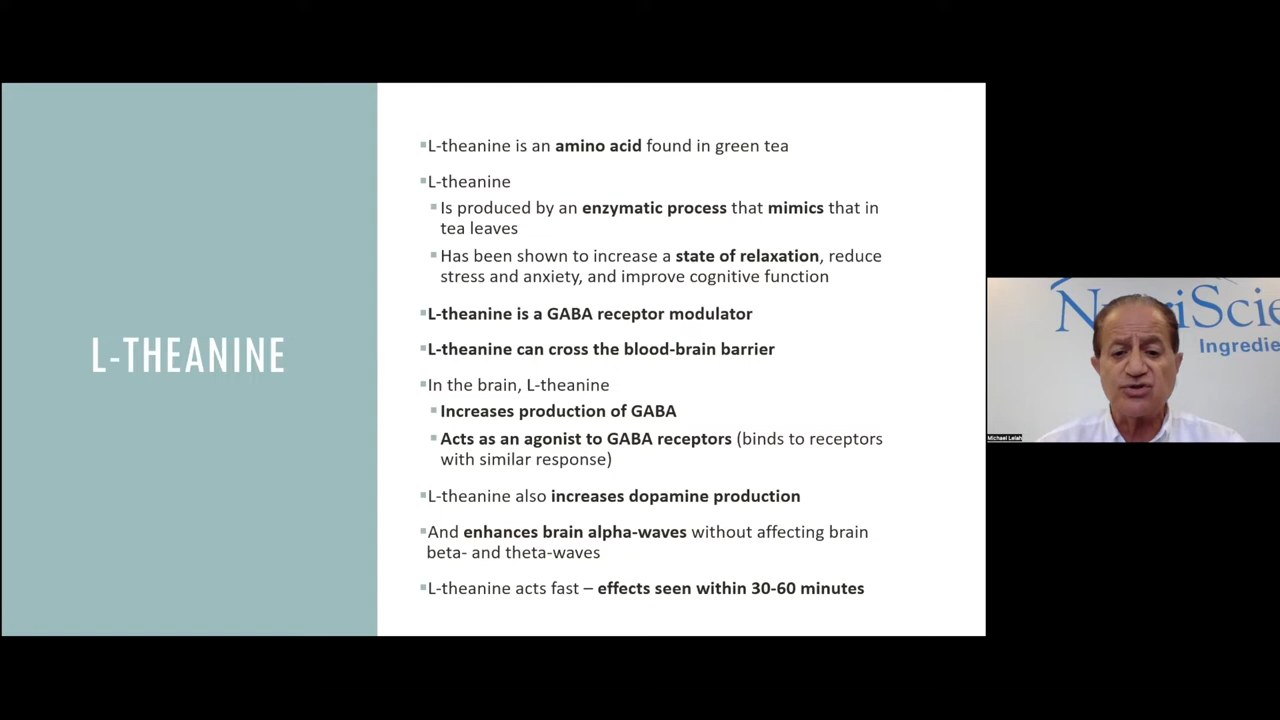 L-THEANINE
▪L-theanine is an amino acid found in green tea
▪L-theanine
▪Is produced by an enzymatic process that mimics that in
tea leaves
▪Has been shown to increase a state of relaxation, reduce
stress and anxiety, and improve cognitive function
▪L-theanine is a GABA receptor modulator
▪L-theanine can cross the blood-brain barrier
▪In the brain, L-theanine
▪Increases production of GABA
▪Acts as an agonist to GABA receptors (binds to receptors
with similar response)
▪L-theanine also increases dopamine production
▪And enhances brain alpha-waves without affecting brain
beta- and theta-waves
▪L-theanine acts fast – effects seen within 30-60 minutes
Ingredie
Michael Lelah